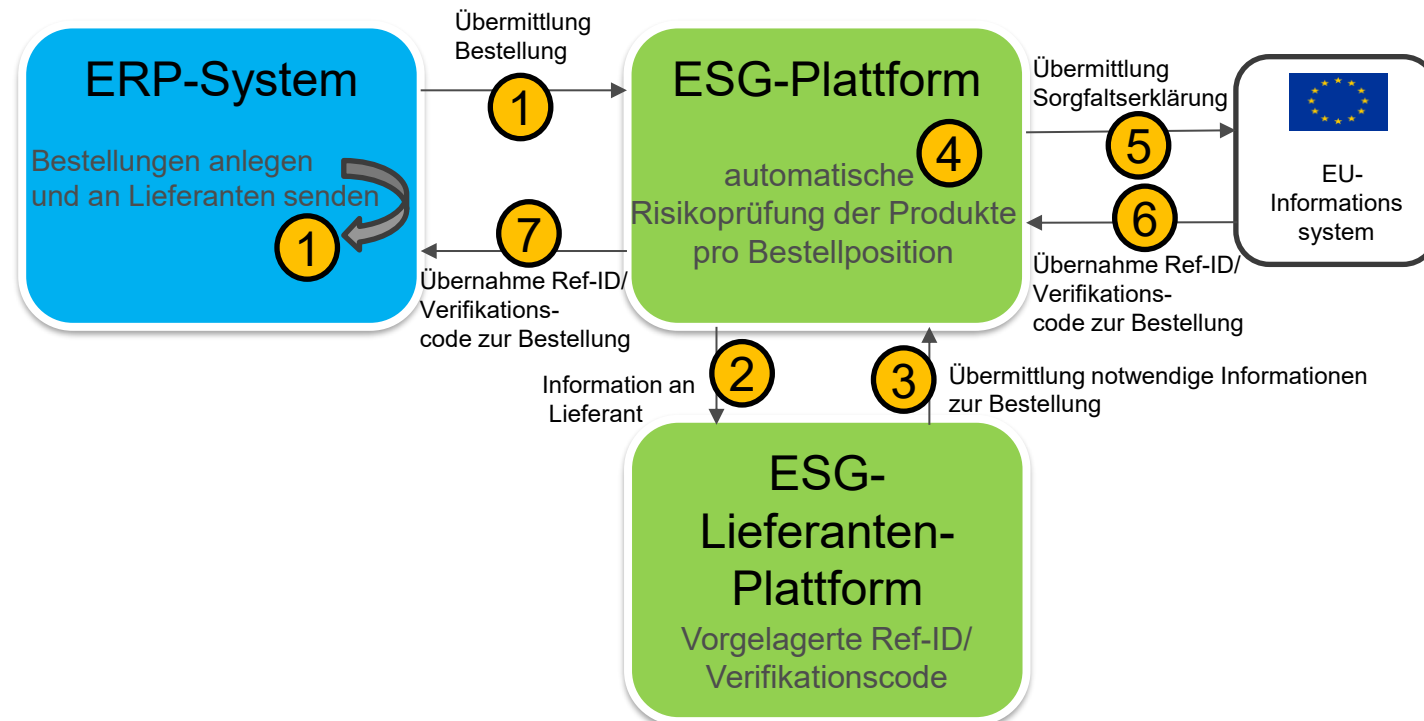 Übermittlung
Bestellung
ERP-System
1
Bestellungen anlegen
und an Lieferanten senden
1
7
Übernahme Ref-ID/
Verifikations-
code zur Bestellung
ESG-Plattform
4
automatische
Risikoprüfung der Produkte
pro Bestellposition
Übermittlung
Sorgfaltserklärung
5
6
Übernahme Ref-ID/
Verifikations-
code zur Bestellung
EU-
Informations
system
2
Information an
Lieferant
3
Übermittlung notwendige Informationen
zur Bestellung
ESG-
Lieferanten-
Plattform
Vorgelagerte Ref-ID/
Verifikationscode